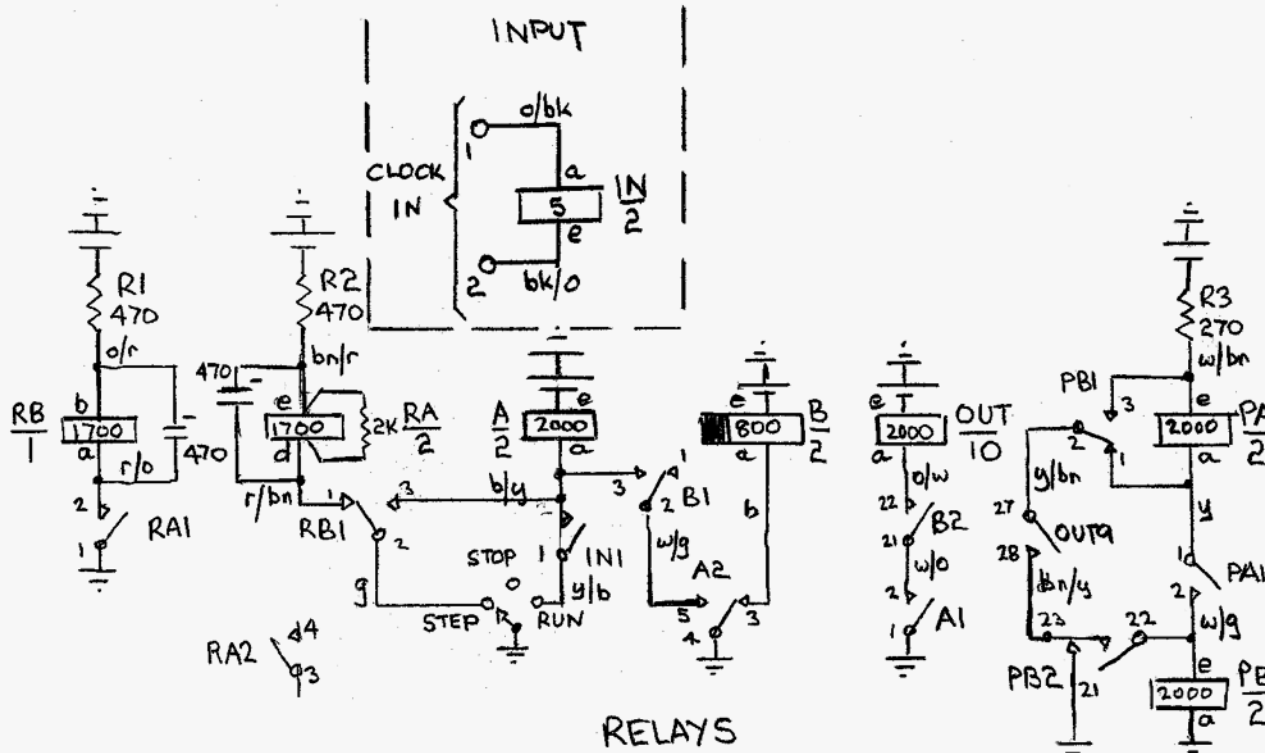 INPUT
o/bk
1
CLOCK IN
a
5
IN/2
e
2
bk/o
R1
470
o/r
RB/1
b
1700
a
r/o
470
2
RA1
1
R2
470
bn/r
470
e
1700
d
2K
RA/2
r/bn
RB1
1
3
2
g
b/y
A/2
e
2000
a
STOP
STEP
RUN
1
IN1
y/b
3
1
B1
2
w/g
A2
5
4
3
e
800
a
B/2
b
e
2000
a
OUT/10
o/w
22
B2
21
w/o
2
A1
1
R3
270
w/bn
PB1
3
2
1
e
2000
a
PA/2
y/bn
y
27
OUT9
28
bn/y
1
PA1
2
w/g
23
22
PB2
21
e
2000
a
PB/2
RA2
4
3
RELAYS